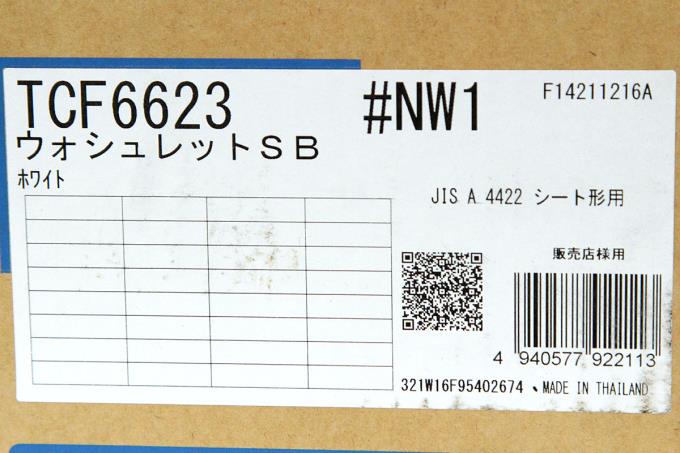 TCF6623 #NW1 F14211216A
ウォシュレットSB
ホワイト
JIS A 4422 シート形用
販売店様用
4 940577 922113
321W16F95402674 、MADE IN THAILAND